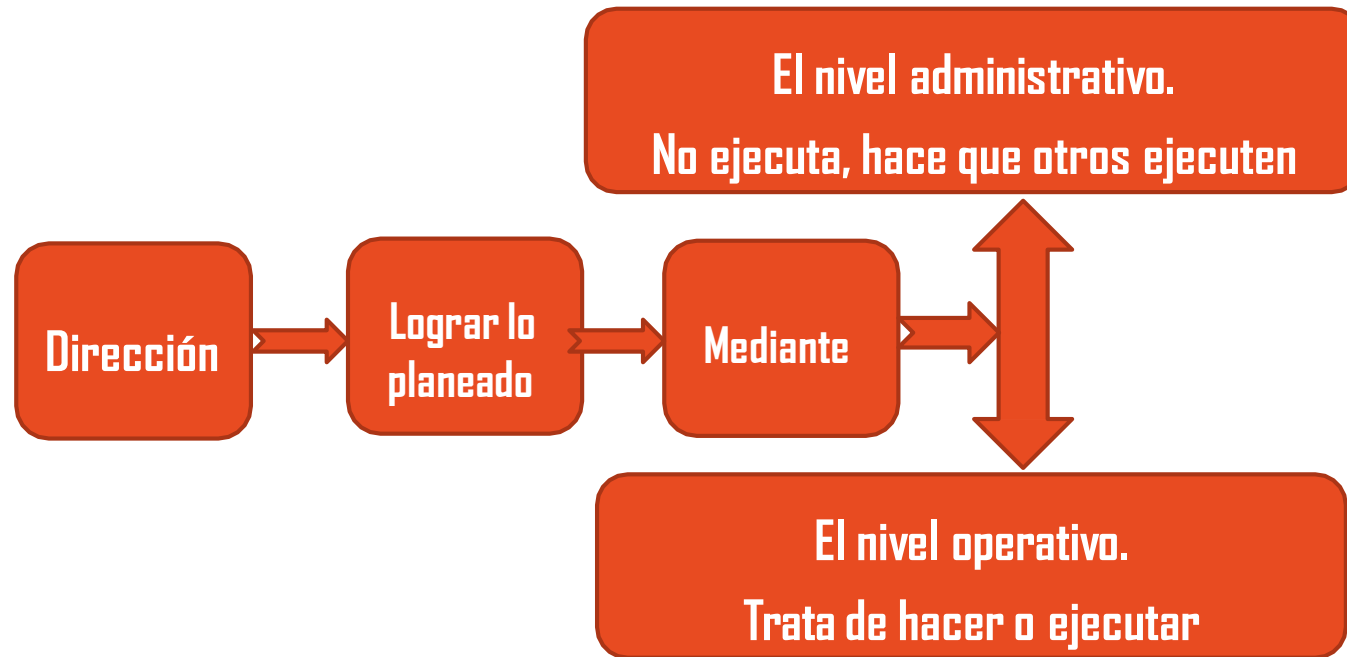 El nivel administrativo.
No ejecuta, hace que otros ejecuten
Dirección
Lograr lo
planeado
Mediante
El nivel operativo.
Trata de hacer o ejecutar